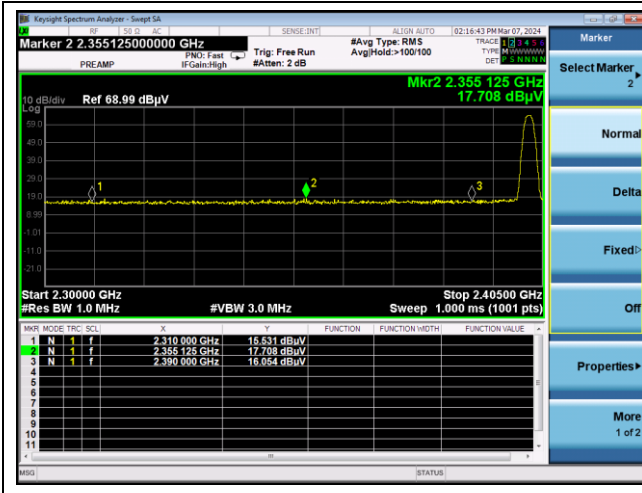 Keysight Spectrum Analyzer - Swept SA
RF 50 Ω AC SENSE:INT ALIGN AUTO 02:16:43 PM Mar 07, 2024
Marker 2 2.355125000000 GHz
PREAMP
PNO: Fast
IFGain:High
Trig: Free Run
#Atten: 2 dB
#Avg Type: RMS
Avg|Hold:>100/100
TRACE 1 2 3 4 5 6
TYPE M W W W W W
DET P S N N N N
Mkr2 2.355 125 GHz
17.708 dBµV
10 dB/div Ref 68.99 dBµV
Log
59.0
49.0
39.0
29.0
19.0
8.99
-1.01
-11.0
-21.0
1
2
3
Start 2.30000 GHz Stop 2.40500 GHz
#Res BW 1.0 MHz #VBW 3.0 MHz Sweep 1.000 ms (1001 pts)
MKR MODE TRC SCL X Y FUNCTION FUNCTION WIDTH FUNCTION VALUE
1 N 1 f 2.310 000 GHz 15.531 dBµV
2 N 1 f 2.355 125 GHz 17.708 dBµV
3 N 1 f 2.390 000 GHz 16.054 dBµV
4
5
6
7
8
9
10
11
MSG STATUS
Marker
Select Marker
2
Normal
Delta
Fixed
Off
Properties
More
1 of 2